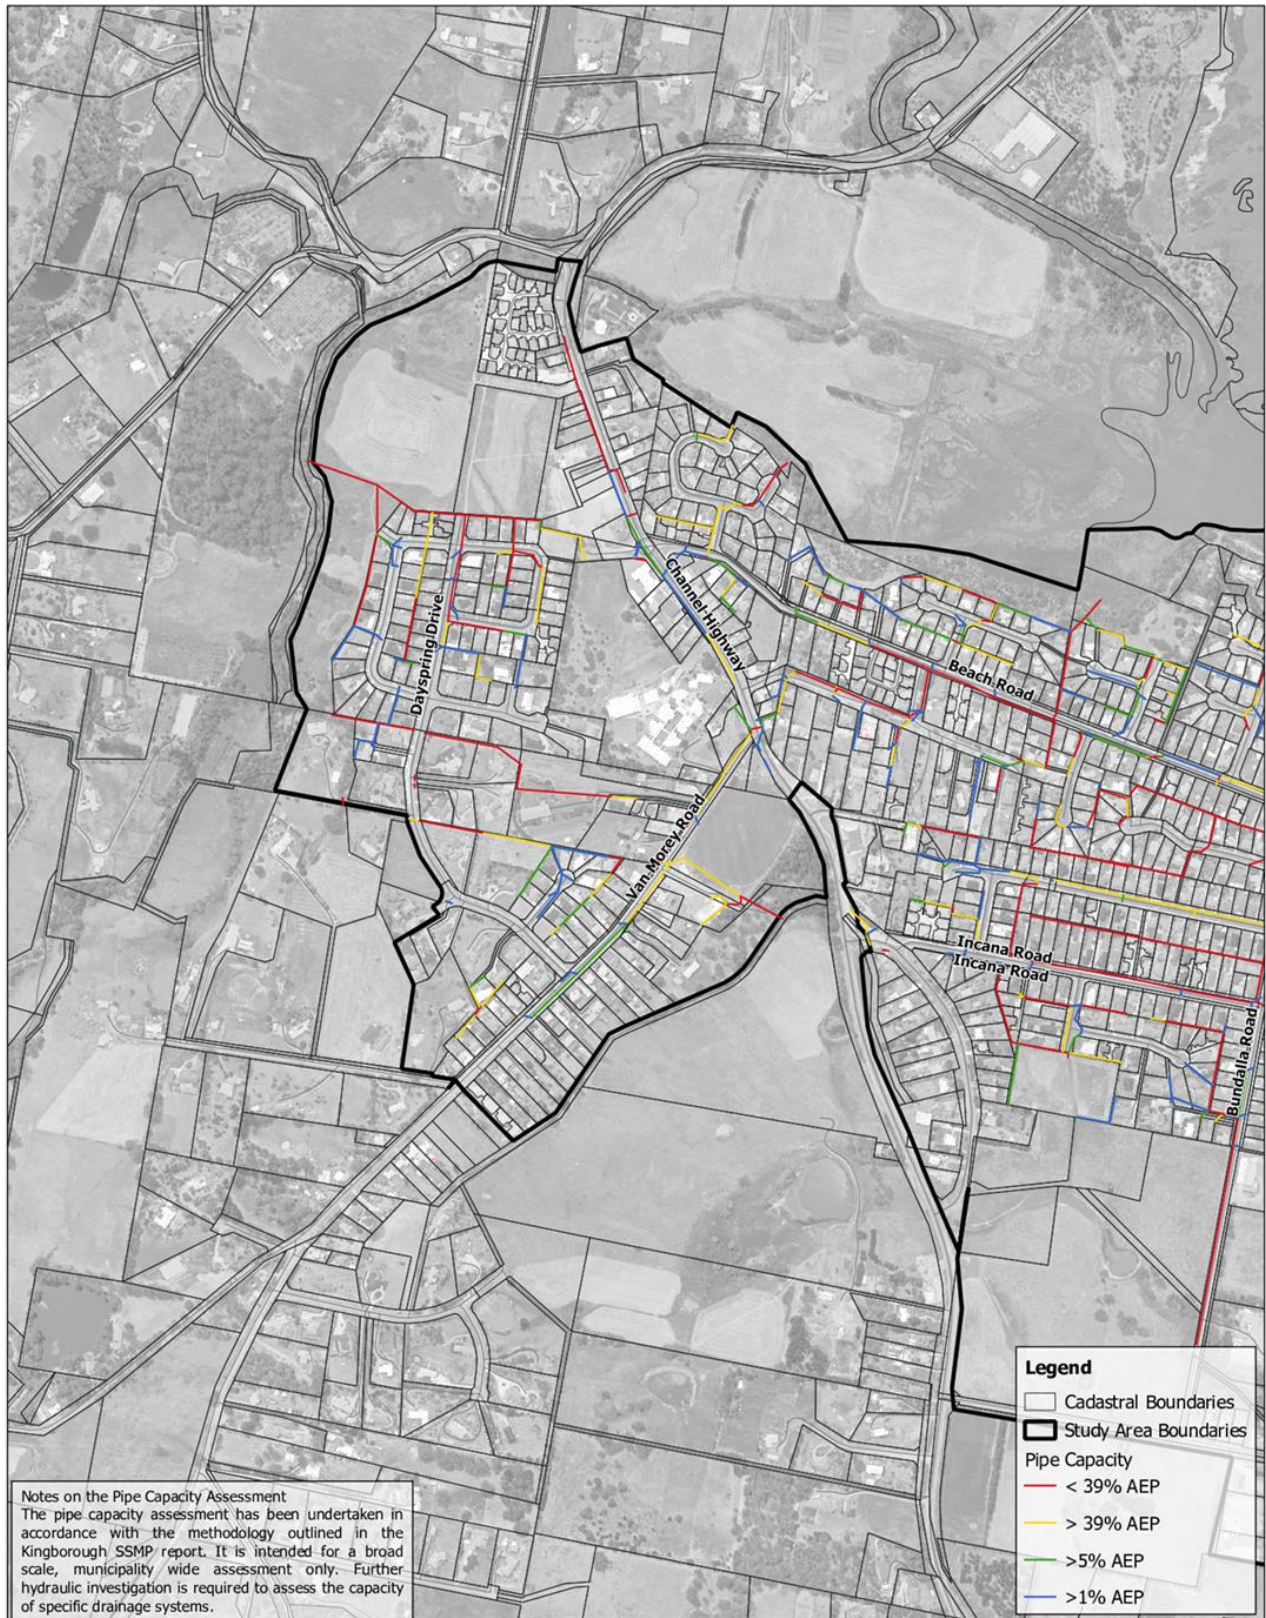 Channel Highway
Dayspring Drive
Beach Road
Van Morey Road
Incana Road
Incana Road
Bundalla Road
Legend
Cadastral Boundaries
Study Area Boundaries
Pipe Capacity
< 39% AEP
> 39% AEP
>5% AEP
>1% AEP
Notes on the Pipe Capacity Assessment
The pipe capacity assessment has been undertaken in
accordance with the methodology outlined in the
Kingborough SSMP report. It is intended for a broad
scale, municipality wide assessment only. Further
hydraulic investigation is required to assess the capacity
of specific drainage systems.